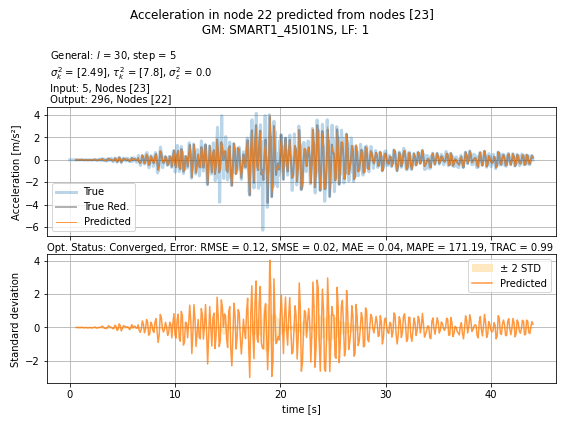 Acceleration in node 22 predicted from nodes [23]
GM: SMART1_45I01NS, LF: 1
General: l = 30, step = 5
σ²ₖ = [2.49], τ²ₖ = [7.8], σ²ε = 0.0
Input: 5, Nodes [23]
Output: 296, Nodes [22]
Acceleration [m/s²]
4
2
0
−2
−4
−6
True
True Red.
Predicted
Opt. Status: Converged, Error: RMSE = 0.12, SMSE = 0.02, MAE = 0.04, MAPE = 171.19, TRAC = 0.99
Standard deviation
4
2
0
−2
± 2 STD
Predicted
0 10 20 30 40
time [s]